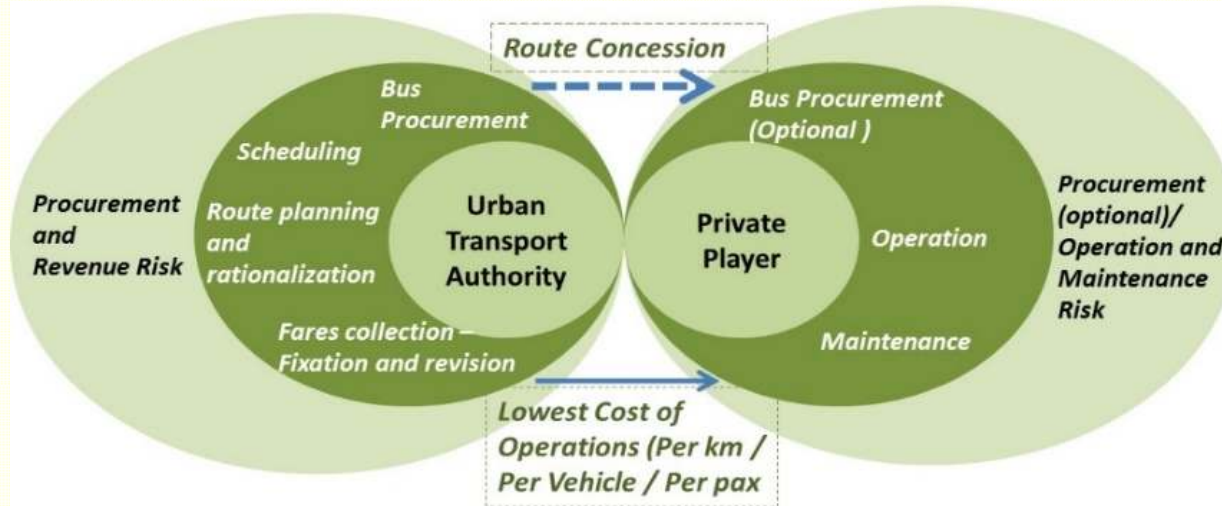 Route Concession
Bus
Procurement
Scheduling
Route planning
and
rationalization
Fares collection –
Fixation and revision
Procurement
and
Revenue Risk
Urban
Transport
Authority
Private
Player
Bus Procurement
(Optional )
Operation
Maintenance
Procurement
(optional)/
Operation and
Maintenance
Risk
Lowest Cost of
Operations (Per km /
Per Vehicle / Per pax